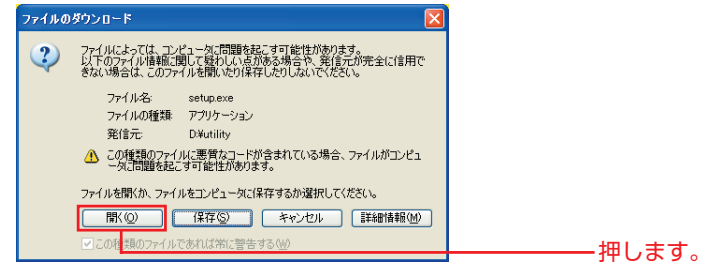 ファイルのダウンロード
ファイルによっては、コンピュータに問題を起こす可能性があります。
以下のファイル情報に関して疑わしい点がある場合や、発信元が完全に信用で
きない場合は、このファイルを開いたり保存したりしないでください。
ファイル名: setup.exe
ファイルの種類: アプリケーション
発信元: D:¥utility
この種類のファイルに悪質なコードが含まれている場合、ファイルがコンピュ
ータに問題を起こす可能性があります。
ファイルを開くか、ファイルをコンピュータに保存するか選択してください。
開く(O) 保存(S) キャンセル 詳細情報(M)
この種類のファイルであれば常に警告する(W)
押します。